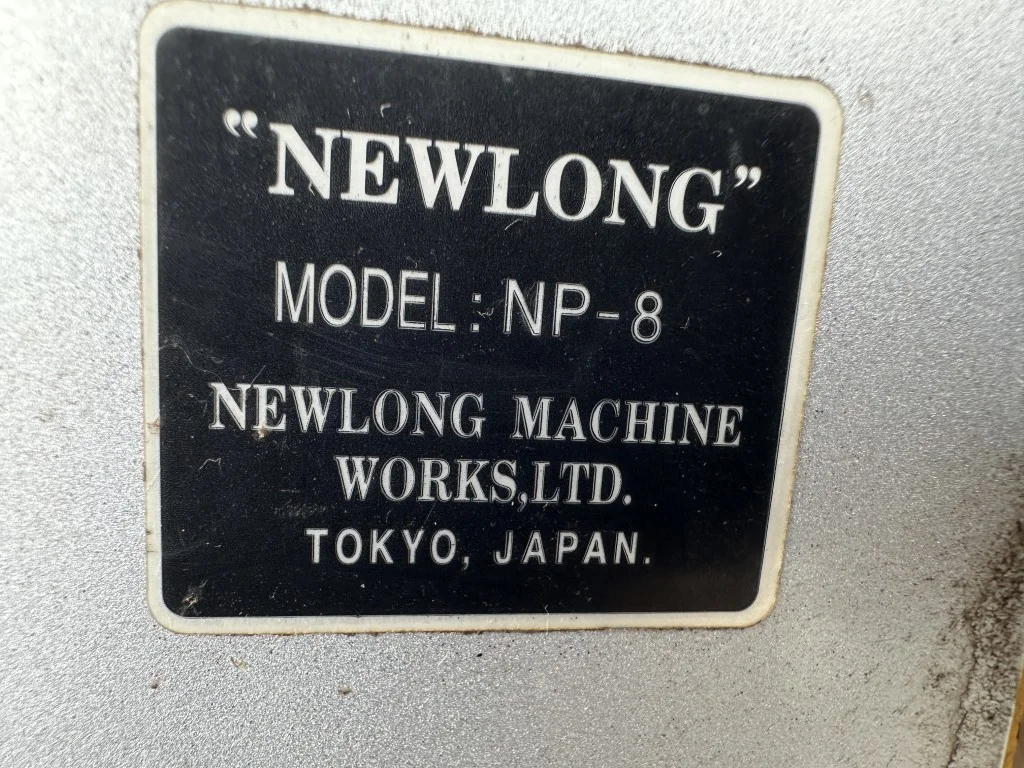 “NEWLONG”
MODEL: NP-8
NEWLONG MACHINE
WORKS,LTD.
TOKYO, JAPAN.